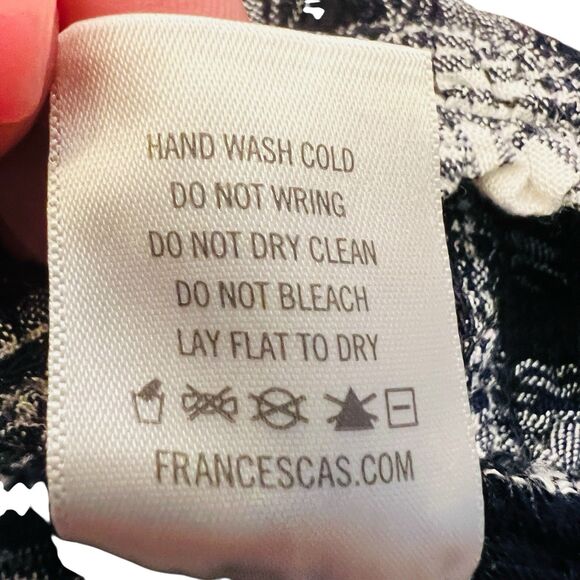 HAND WASH COLD
DO NOT WRING
DO NOT DRY CLEAN
DO NOT BLEACH
LAY FLAT TO DRY
FRANCESCAS.COM